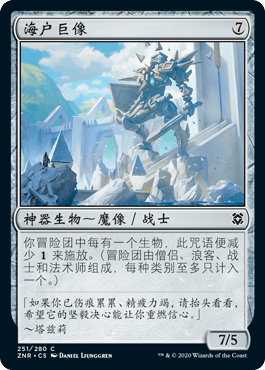 海户巨像 7
神器生物～魔像／战士
你冒险团中每有一个生物，此咒语便减
少 1 来施放。（冒险团由僧侣、浪客、战
士和法术师组成，每种类别至多只计入
一个。）
「如果你已伤痕累累、精疲力竭，请抬头看看，
希望它的坚毅决心能让你重燃信心。」
～塔兹莉
7/5
251/280 C
ZNR • CS DANIEL LJUNGGREN
™ & © 2020 Wizards of the Coast